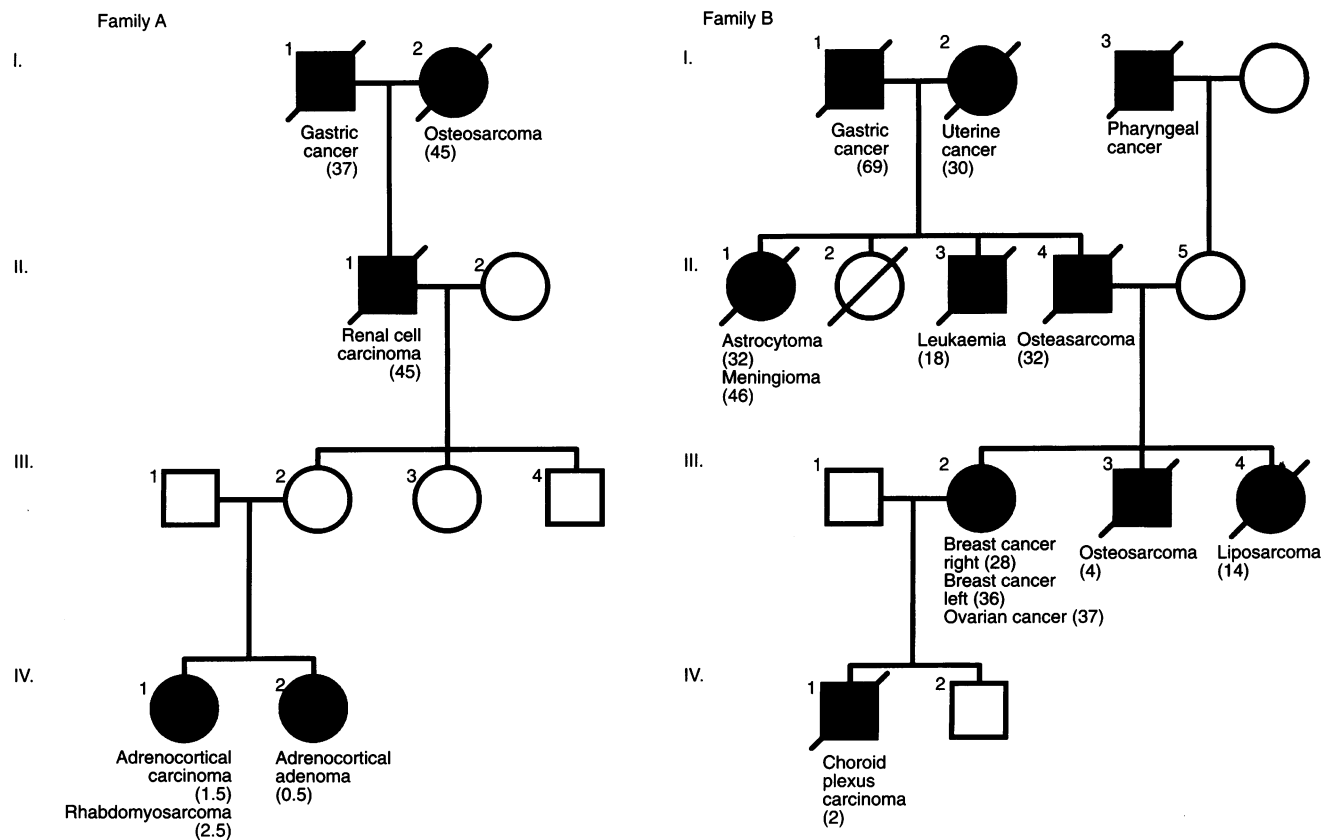 Family A
I.
1
2
Gastric
cancer
(37)
Osteosarcoma
(45)
II.
1
2
Renal cell
carcinoma
(45)
III.
1
2
3
4
IV.
1
2
Adrenocortical
carcinoma
(1.5)
Rhabdomyosarcoma
(2.5)
Adrenocortical
adenoma
(0.5)
Family B
I.
1
2
3
Gastric
cancer
(69)
Uterine
cancer
(30)
Pharyngeal
cancer
II.
1
2
3
4
5
Astrocytoma
(32)
Meningioma
(46)
Leukaemia
(18)
Osteasarcoma
(32)
III.
1
2
3
4
Breast cancer
right (28)
Breast cancer
left (36)
Ovarian cancer (37)
Osteosarcoma
(4)
Liposarcoma
(14)
IV.
1
2
Choroid
plexus
carcinoma
(2)